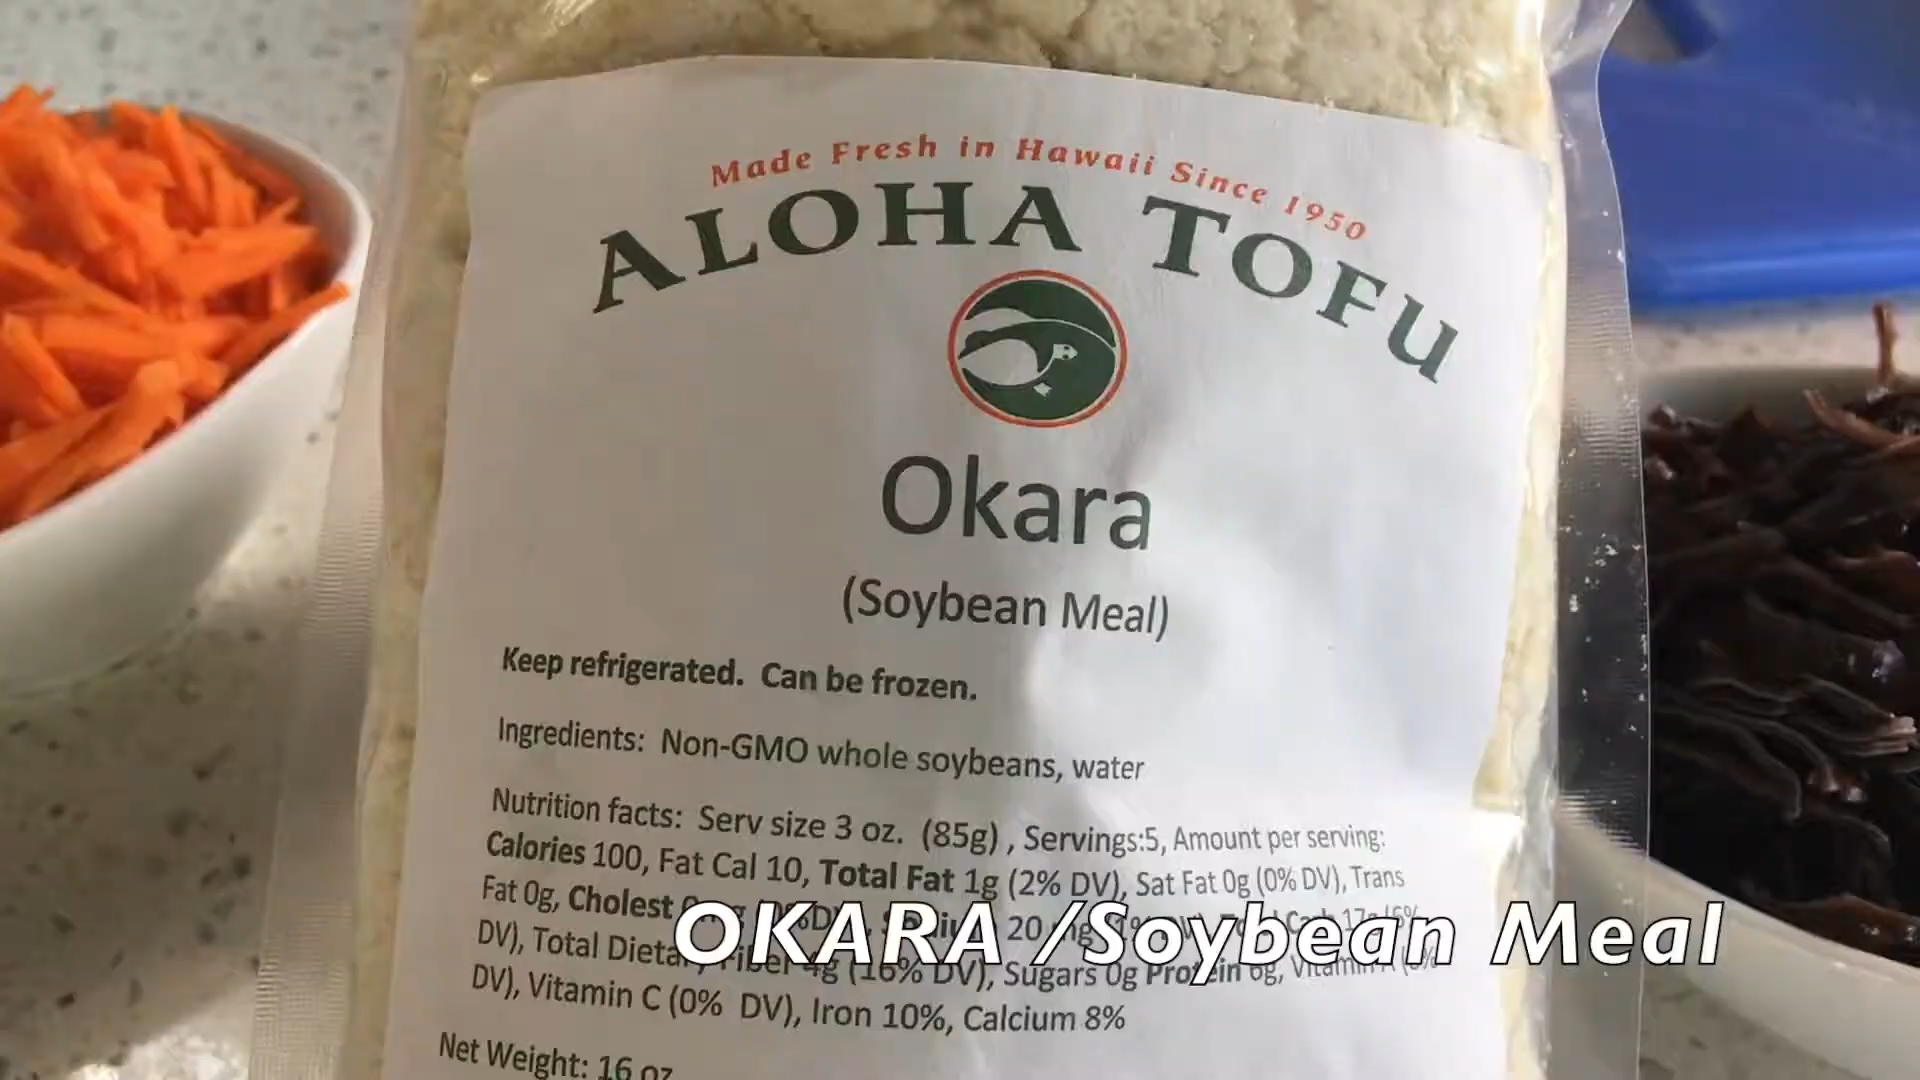 Made Fresh in Hawaii Since 1950
ALOHA TOFU
Okara
(Soybean Meal)
Keep refrigerated. Can be frozen.
Ingredients: Non-GMO whole soybeans, water
Nutrition facts: Serv size 3 oz. (85g) , Servings:5, Amount per serving:
Calories 100, Fat Cal 10, Total Fat 1g (2% DV), Sat Fat 0g (0% DV), Trans
Fat 0g, Cholest 20 mg
DV), Total Dietary Fiber 4g (16% DV), Sugars 0g Protein 6g,
DV), Vitamin C (0% DV), Iron 10%, Calcium 8%
Net Weight: 16 oz
OKARA /Soybean Meal